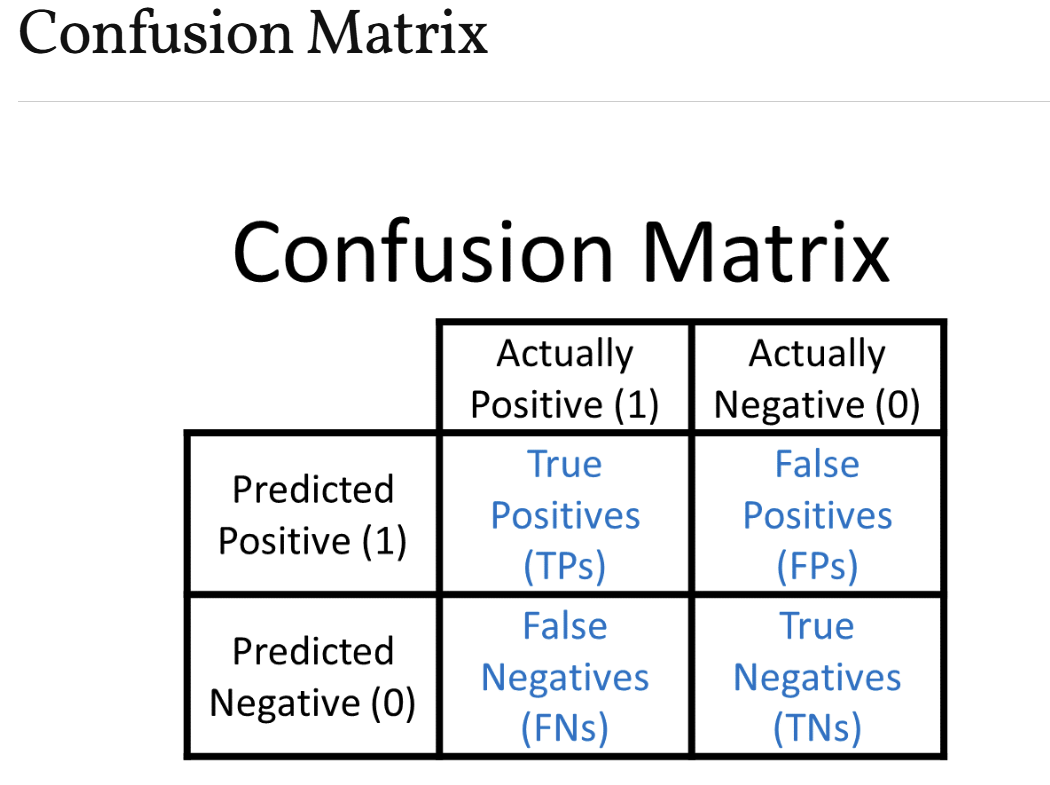 Confusion Matrix
Confusion Matrix
Actually
Positive (1)
Actually
Negative (0)
Predicted
Positive (1)
True
Positives
(TPs)
False
Positives
(FPs)
Predicted
Negative (0)
False
Negatives
(FNs)
True
Negatives
(TNs)